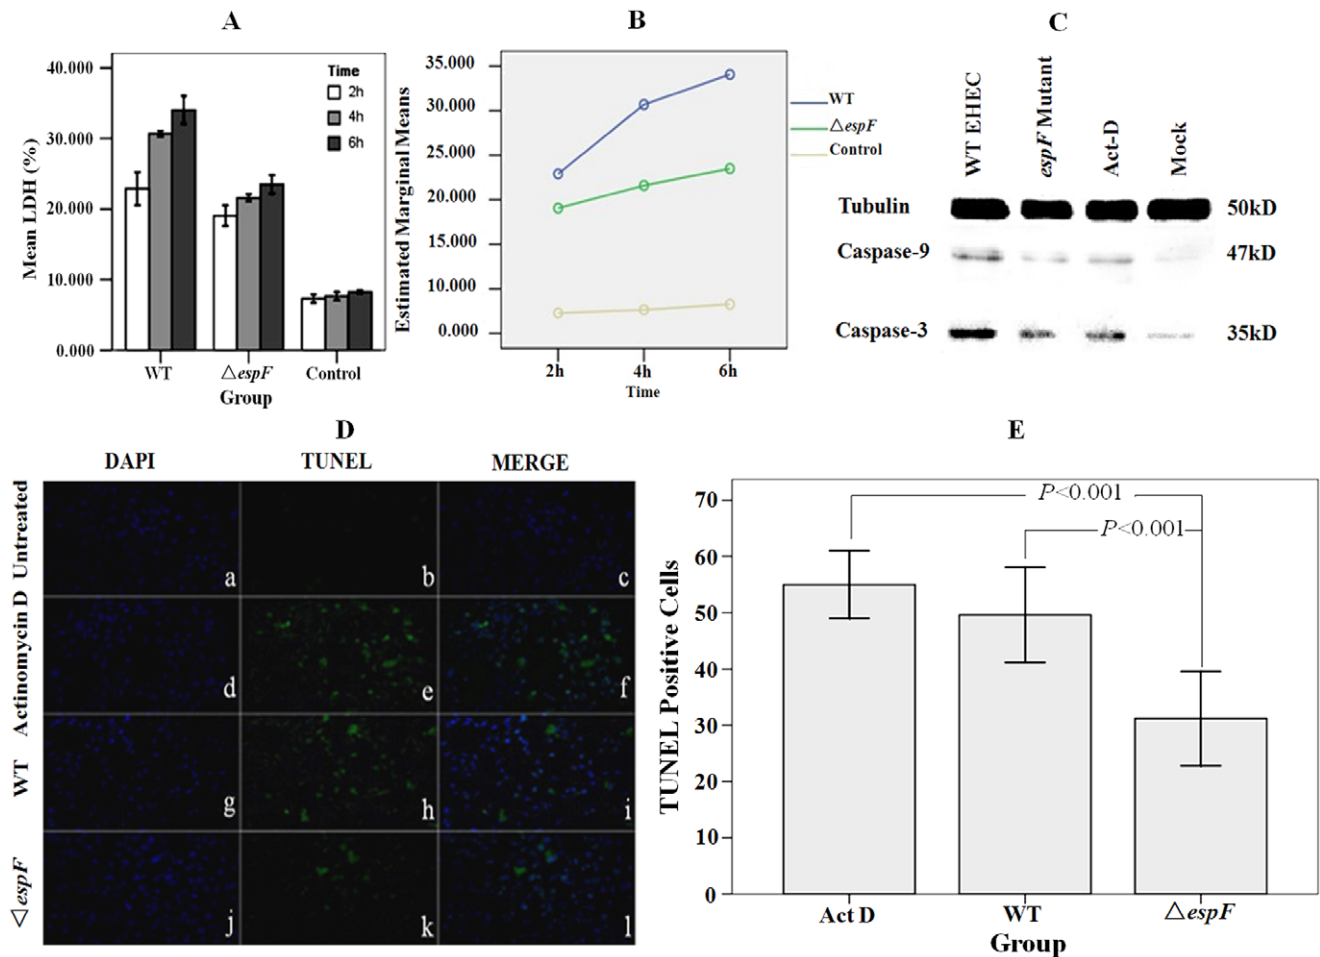 A
40.000
30.000
20.000
10.000
0.000
Mean LDH (%)
Time
2h
4h
6h
WT
△espF
Control
Group
B
35.000
30.000
25.000
20.000
15.000
10.000
0.000
Estimated Marginal Means
2h
4h
6h
Time
WT
△espF
Control
C
WT EHEC
espF Mutant
Act-D
Mock
Tubulin
50kD
Caspase-9
47kD
Caspase-3
35kD
D
DAPI
TUNEL
MERGE
Untreated
a
b
c
Actinomycin D
d
e
f
WT
g
h
i
△espF
j
k
l
E
70
60
50
40
30
20
10
0
TUNEL Positive Cells
P<0.001
P<0.001
Act D
WT
△espF
Group